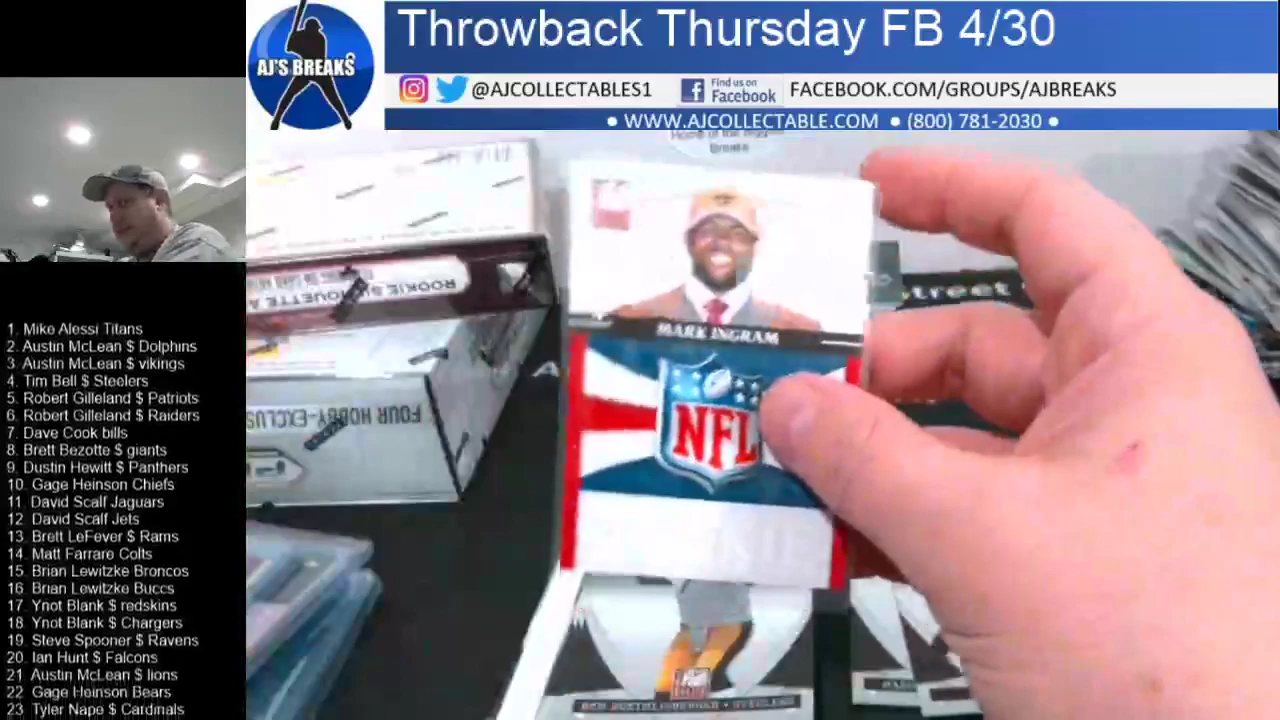 Throwback Thursday FB 4/30
AJ'S BREAKS
@AJCOLLECTABLES1
Find us on
Facebook
FACEBOOK.COM/GROUPS/AJBREAKS
• WWW.AJCOLLECTABLE.COM • (800) 781-2030 •
Breaks
MARK INGRAM
NFL
FOUR HOBBY-EXCLUS
1. Mike Alessi Titans
2. Austin McLean $ Dolphins
3. Austin McLean $ vikings
4. Tim Bell $ Steelers
5. Robert Gilleland $ Patriots
6. Robert Gilleland $ Raiders
7. Dave Cook bills
8. Brett Bezotte $ giants
9. Dustin Hewitt $ Panthers
10. Gage Heinson Chiefs
11 David Scalf Jaguars
12 David Scalf Jets
13. Brett LeFever $ Rams
14. Matt Farrare Colts
15. Brian Lewitzke Broncos
16. Brian Lewitzke Buccs
17. Ynot Blank $ redskins
18. Ynot Blank $ Chargers
19. Steve Spooner $ Ravens
20. Ian Hunt $ Falcons
21. Austin McLean $ lions
22. Gage Heinson Bears
23. Tyler Nape $ Cardinals